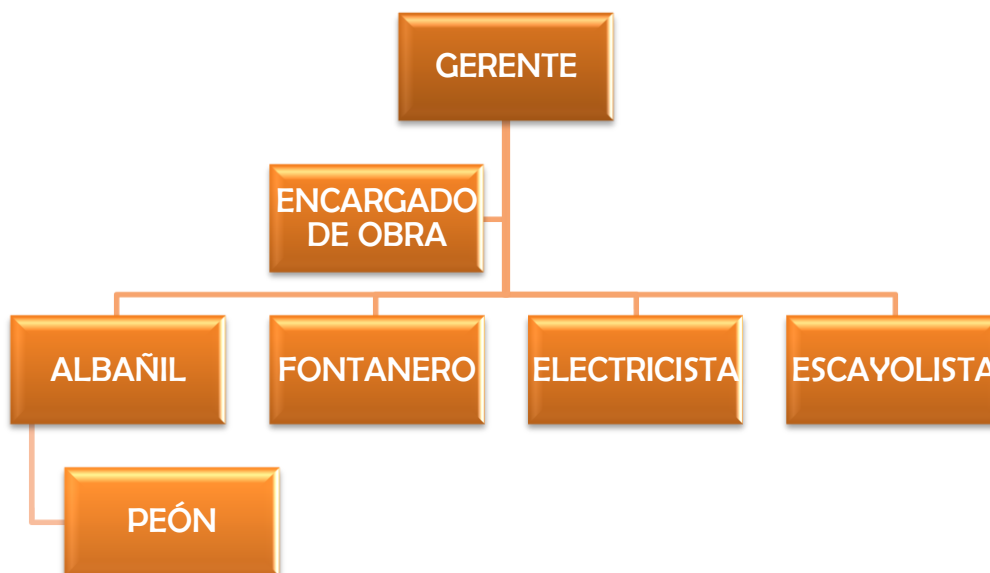 GERENTE
ENCARGADO
DE OBRA
ALBAÑIL
FONTANERO
ELECTRICISTA
ESCAYOLISTA
PEÓN